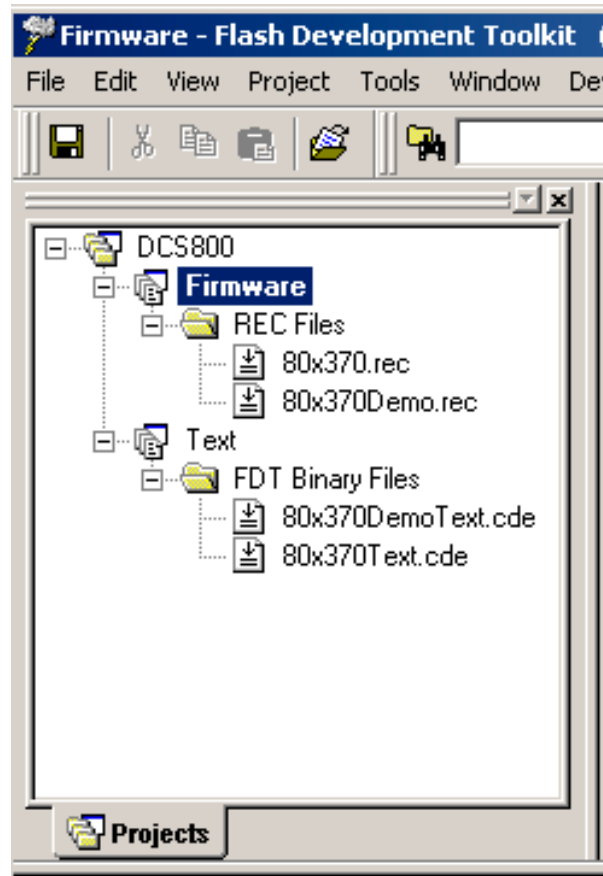 Firmware - Flash Development Toolkit
File Edit View Project Tools Window De
DCS800
Firmware
REC Files
80x370.rec
80x370Demo.rec
Text
FDT Binary Files
80x370DemoText.cde
80x370Text.cde
Projects